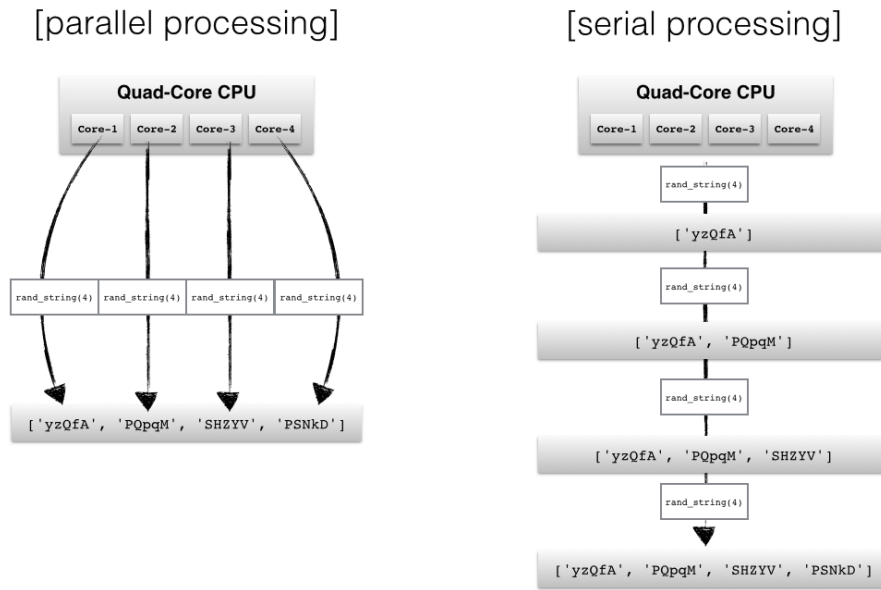 [parallel processing]
Quad-Core CPU
Core-1 Core-2 Core-3 Core-4
rand_string(4) rand_string(4) rand_string(4) rand_string(4)
['yzQfA', 'PQpqM', 'SHZYV', 'PSNkD']
[serial processing]
Quad-Core CPU
Core-1 Core-2 Core-3 Core-4
rand_string(4)
['yzQfA']
rand_string(4)
['yzQfA', 'PQpqM']
rand_string(4)
['yzQfA', 'PQpqM', 'SHZYV']
rand_string(4)
['yzQfA', 'PQpqM', 'SHZYV', 'PSNkD']